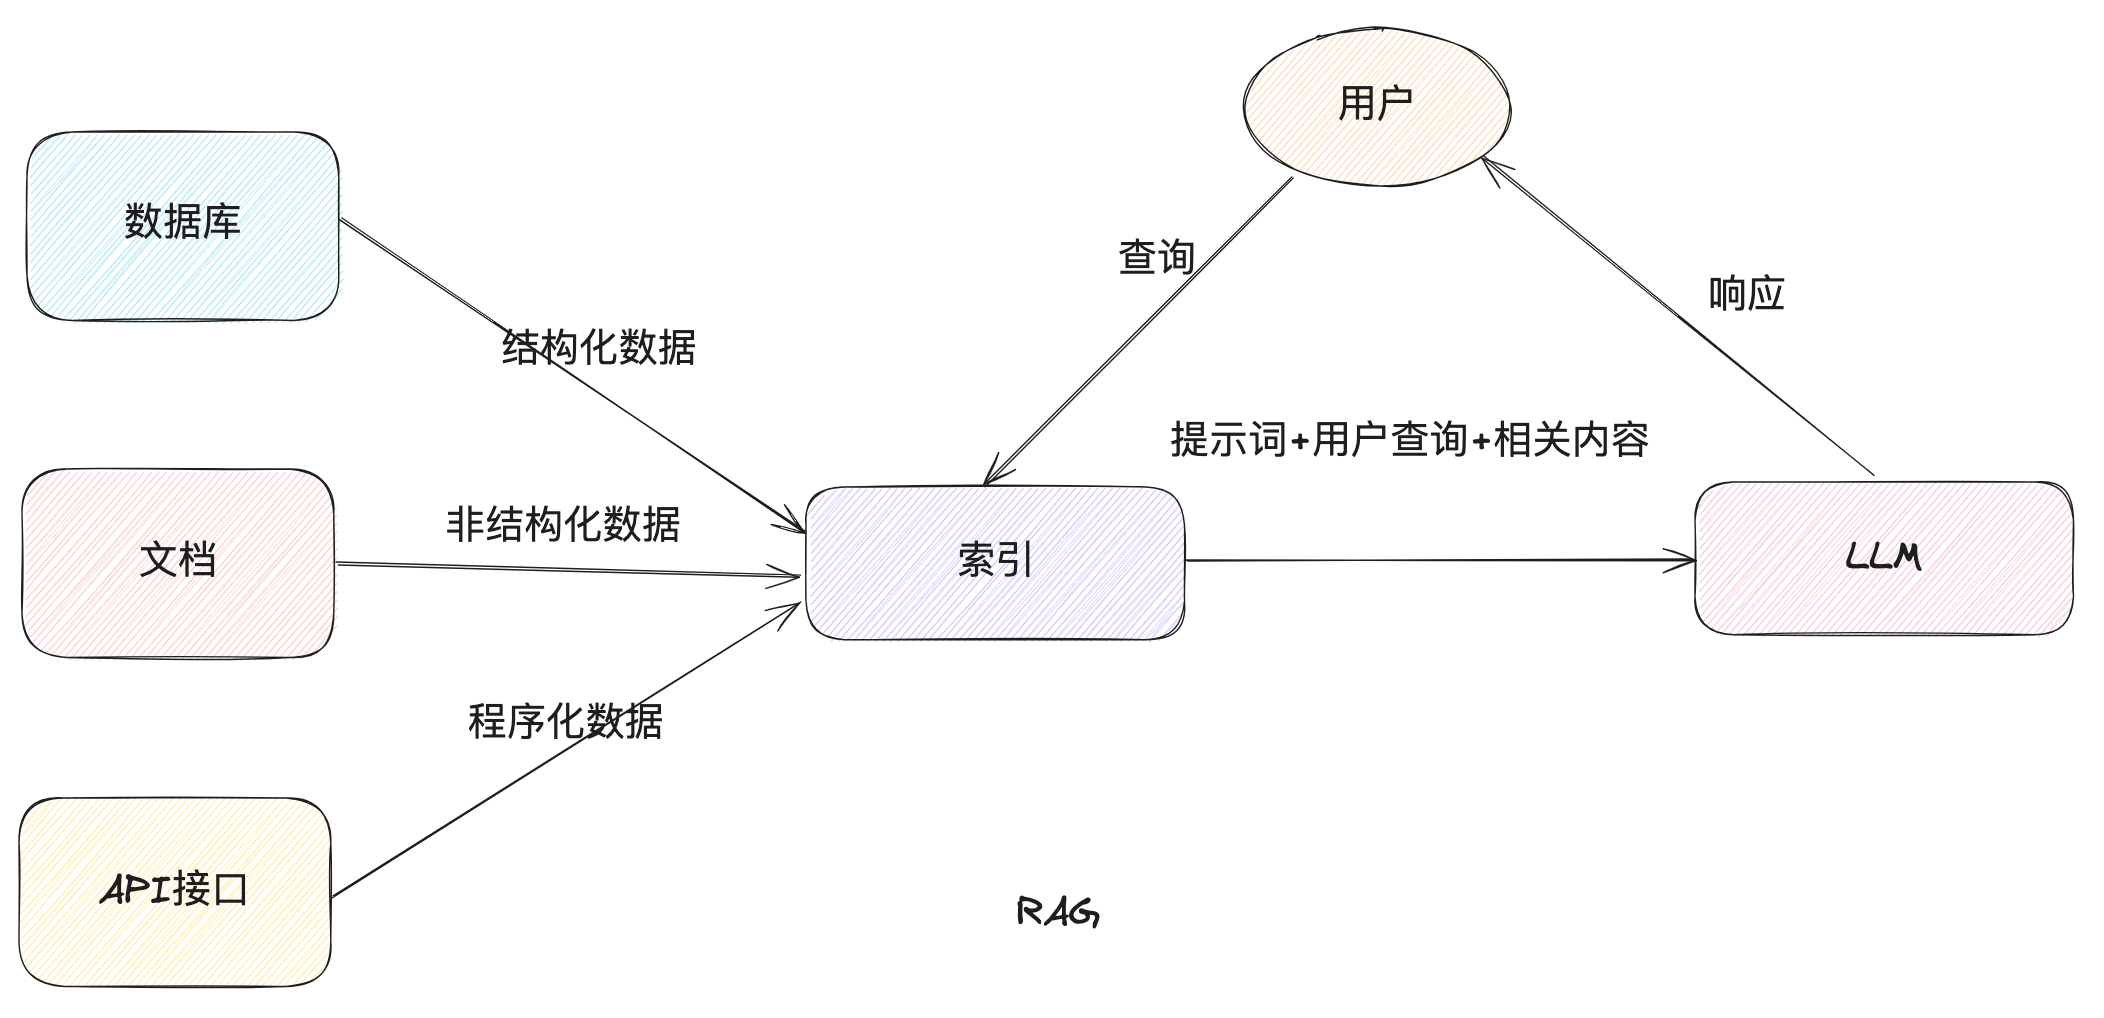 用户
数据库
查询
响应
结构化数据
提示词+用户查询+相关内容
非结构化数据
文档
索引
LLM
程序化数据
API接口
RAG